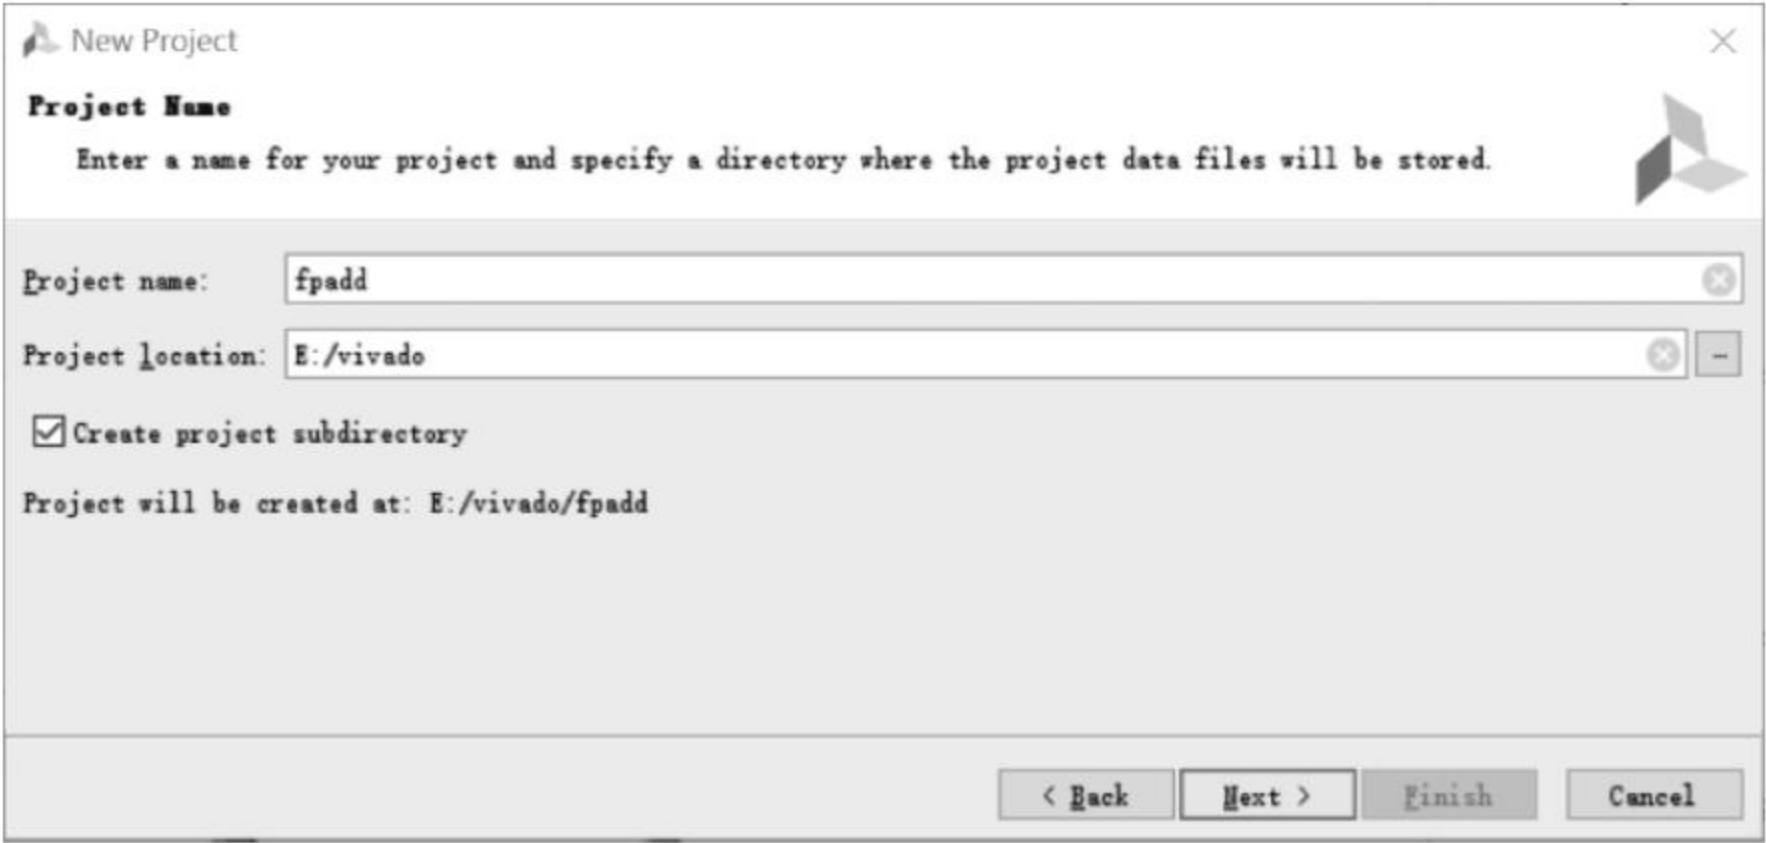 New Project
Project Name
Enter a name for your project and specify a directory where the project data files will be stored.
Project name: fpadd
Project location: E:/vivado
Create project subdirectory
Project will be created at: E:/vivado/fpadd
< Back Next > Finish Cancel